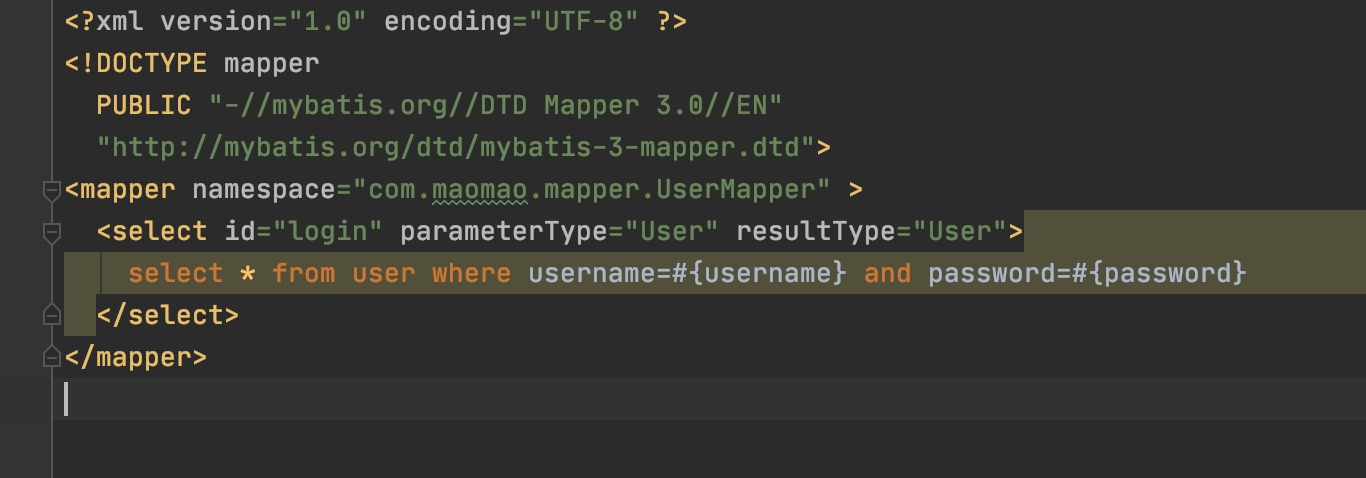 <?xml version="1.0" encoding="UTF-8" ?>
<!DOCTYPE mapper
  PUBLIC "-//mybatis.org//DTD Mapper 3.0//EN"
  "http://mybatis.org/dtd/mybatis-3-mapper.dtd">
<mapper namespace="com.maomao.mapper.UserMapper" >
  <select id="login" parameterType="User" resultType="User">
    select * from user where username=#{username} and password=#{password}
  </select>
</mapper>